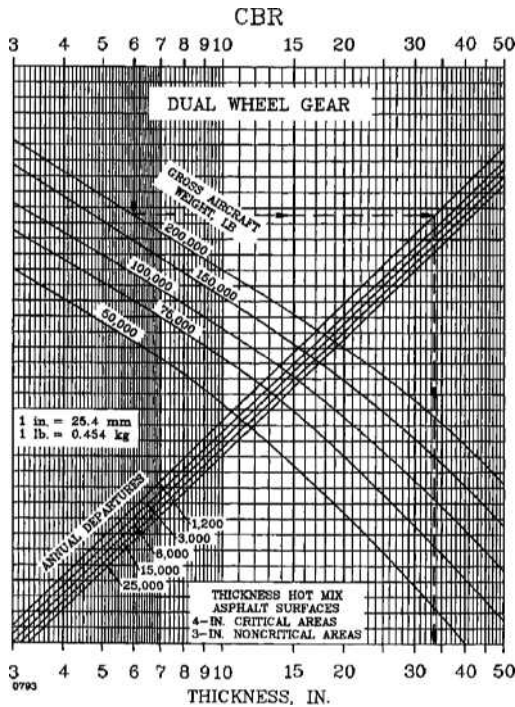 CBR
3 4 5 6 7 8 9 10 15 20 30 40 50
DUAL WHEEL GEAR
GROSS AIRCRAFT
WEIGHT, LB
200,000
150,000
100,000
75,000
50,000
1 in. = 25.4 mm
1 lb. = 0.454 kg
ANNUAL DEPARTURES
1,200
3,000
6,000
15,000
25,000
THICKNESS HOT MIX
ASPHALT SURFACES
4-IN. CRITICAL AREAS
3-IN. NONCRITICAL AREAS
3 4 5 6 7 8 9 10 15 20 30 40 50
0793
THICKNESS, IN.